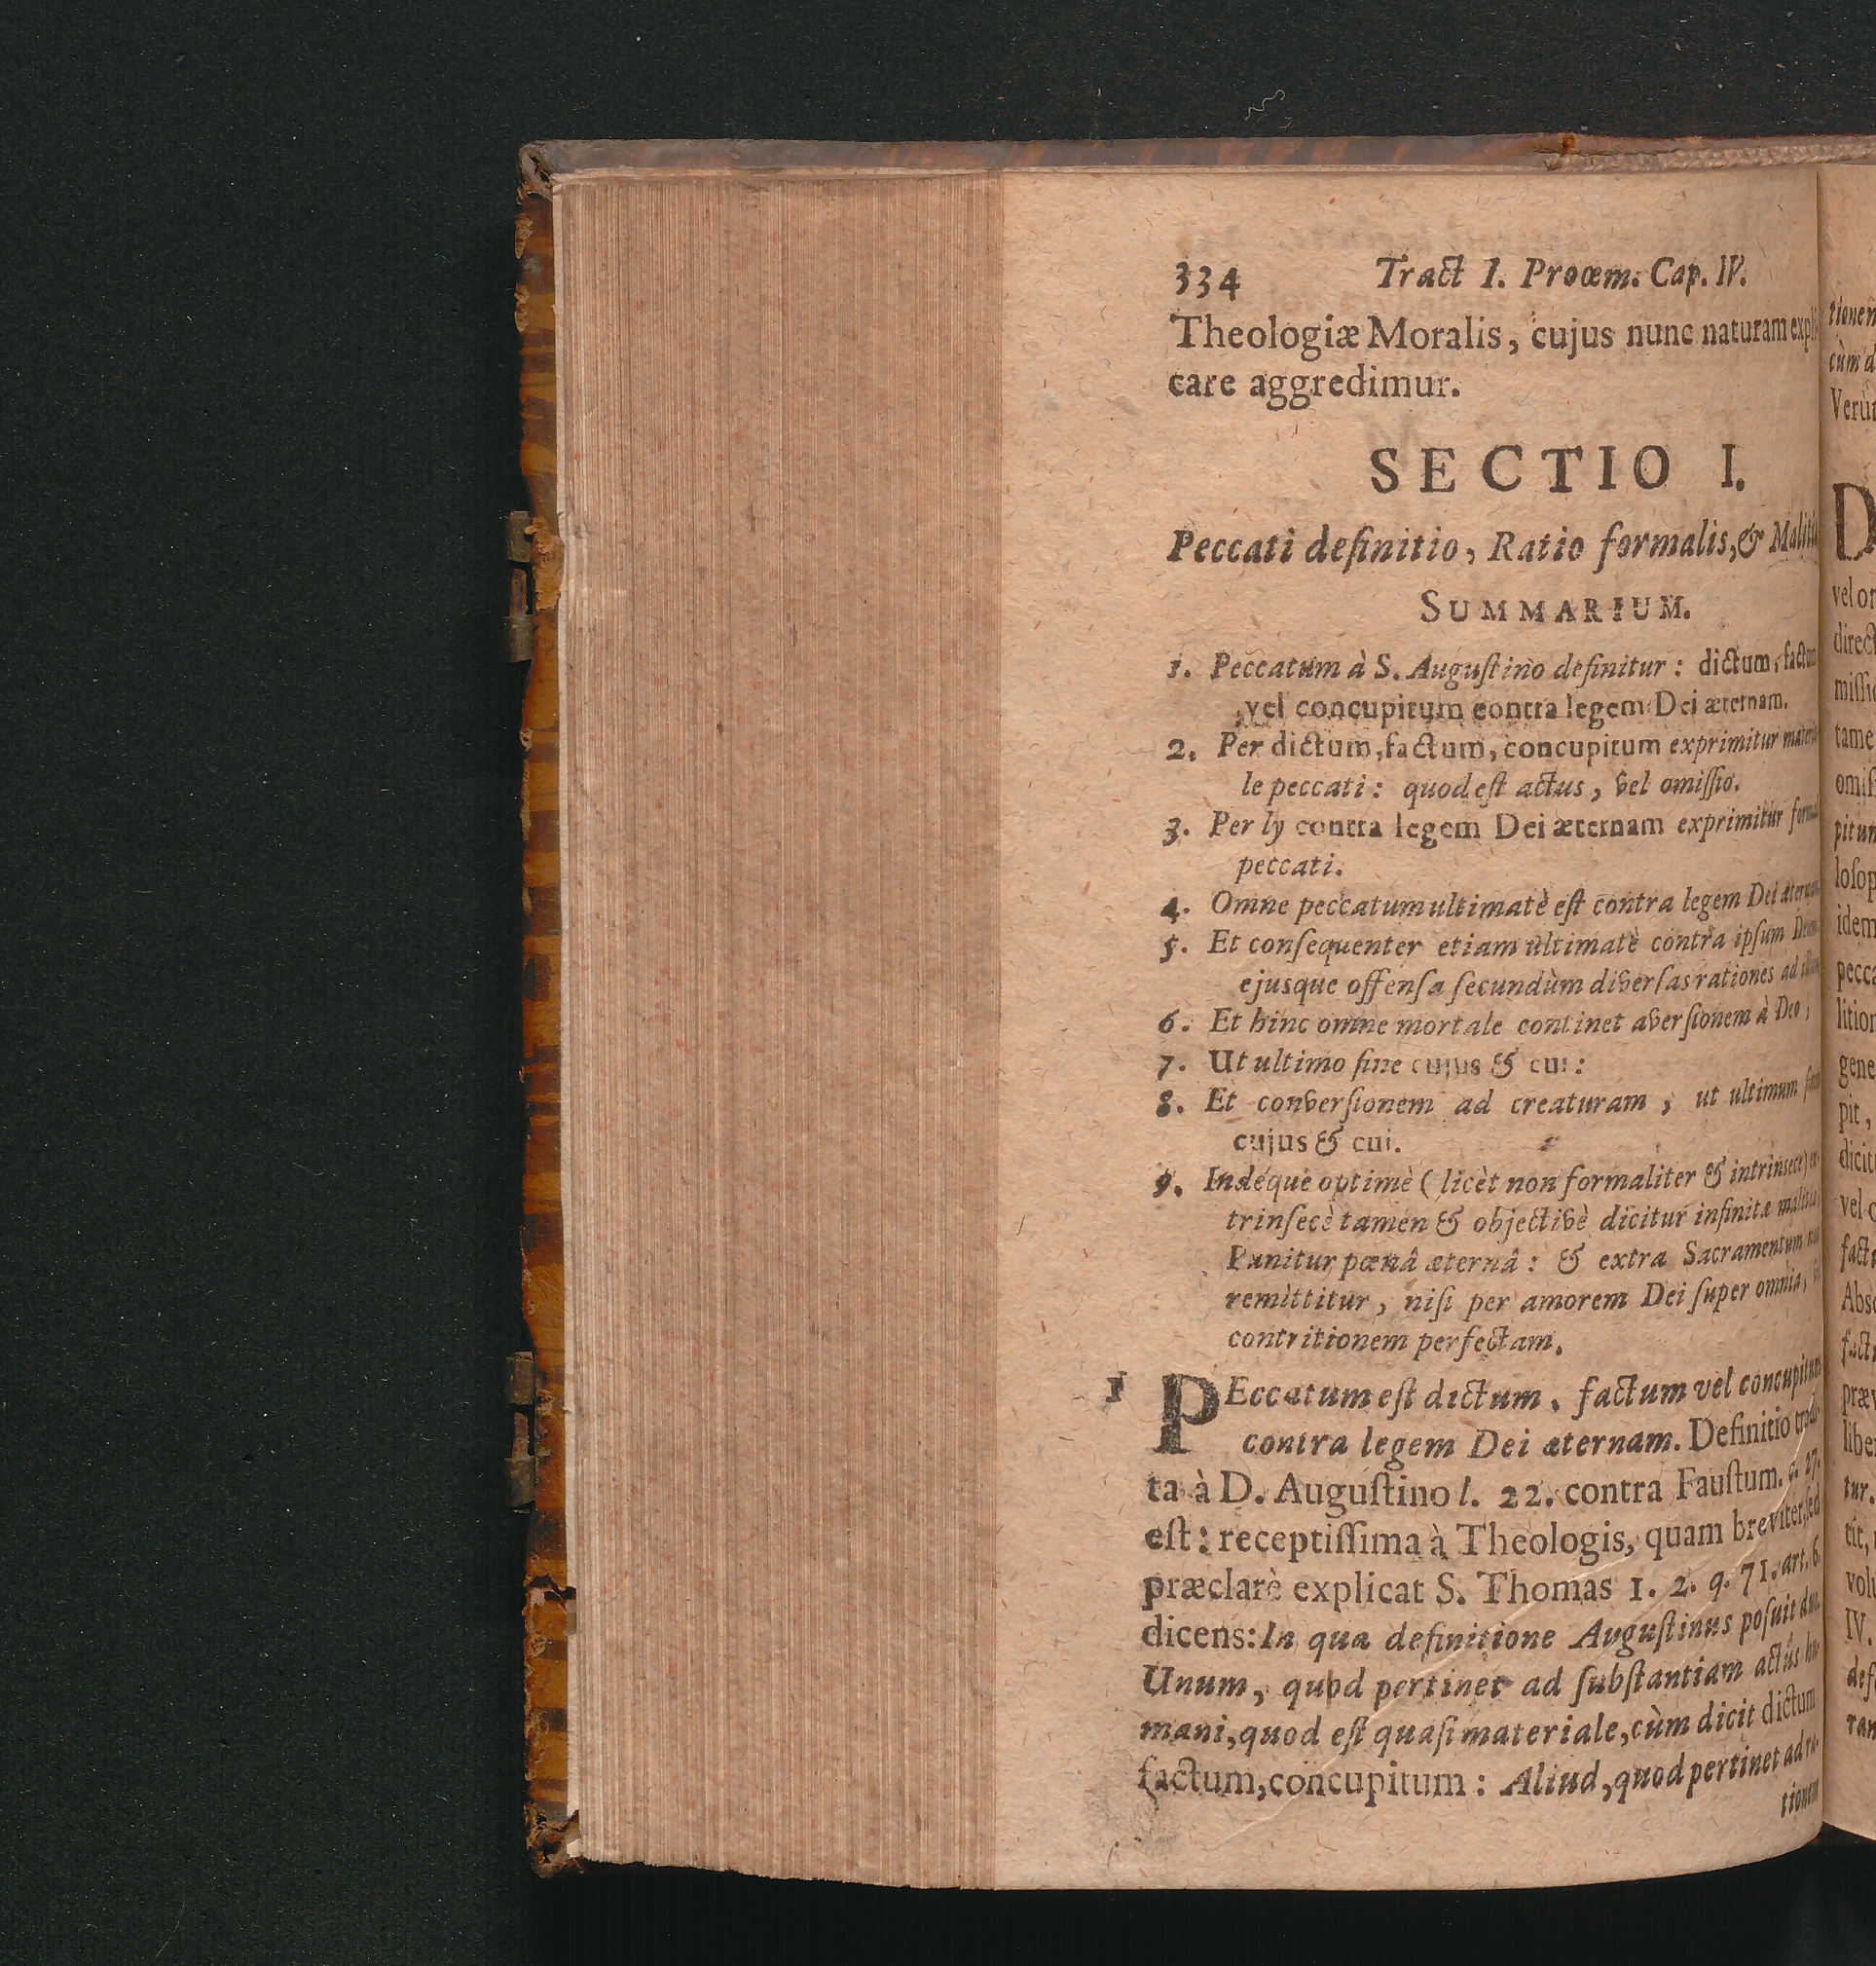 334 Tract I. Proœm. Cap. IV.
Theologiæ Moralis, cujus nunc naturam expli-
care aggredimur.
SECTIO I.
Peccati definitio, Ratio formalis, & Malitia
SUMMARIUM.
1. Peccatum à S. Auguſtino definitur: dictum, factum
vel concupitum contra legem Dei æternam.
2. Per dictum, factum, concupitum exprimitur materia-
le peccati: quod eſt actus, vel omiſſio.
3. Per ly contra legem Dei æternam exprimitur formale
peccati.
4. Omne peccatum ultimatè eſt contra legem Dei æternam
5. Et conſequenter etiam ultimatè contra ipſum Deum
ejusque offenſa ſecundùm diverſas rationes ad
6. Et hinc omne mortale continet averſionem à Deo,
7. Ut ultimo fine cujus & cui:
8. Et converſionem ad creaturam, ut ultimum
cujus & cui.
9. Indéque optimè (licèt non formaliter & intrinsecè) ex-
trinſecè tamen & objectivè dicitur infinitæ malitiæ
Punitur pœnâ æternâ: & extra Sacramentum non
remittitur, niſi per amorem Dei ſuper omnia,
contritionem perfectam.
1 PEccatum eſt dictum, factum vel concupitum
contra legem Dei æternam. Definitio tradi-
ta à D. Auguſtino l. 22. contra Fauſtum. c. 27.
eſt: receptiſſima à Theologis, quam breviter, ſed
præclarè explicat S. Thomas 1. 2. q. 71. art. 6.
dicens: In qua definitione Auguſtinus poſuit duo.
Unum, quod pertinet ad ſubſtantiam actûs hu-
mani, quod eſt quaſi materiale, cùm dicit dictum
factum, concupitum: Aliud, quod pertinet ad ra-
tionem